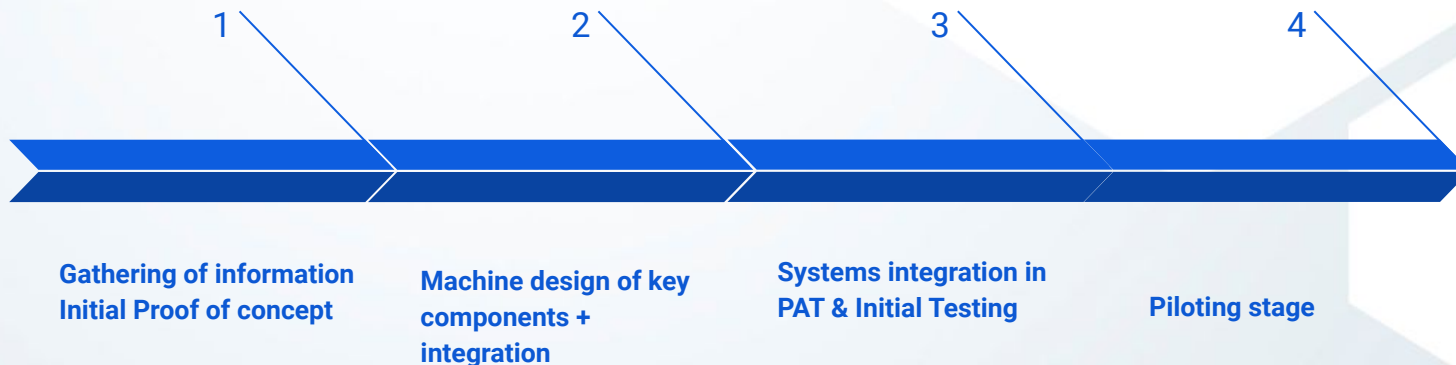 1
2
3
4
Gathering of information
Initial Proof of concept
Machine design of key
components +
integration
Systems integration in
PAT & Initial Testing
Piloting stage